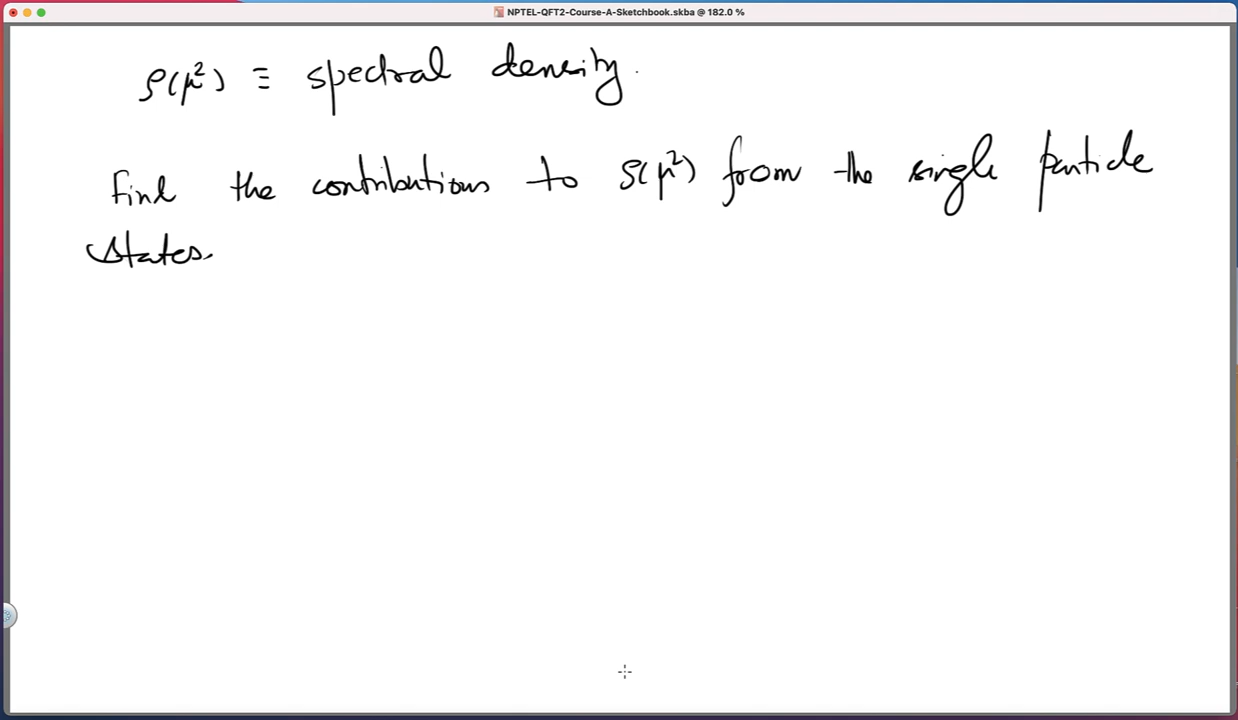 NPTEL-QFT2-Course-A-Sketchbook.skba @ 182.0 %
ρ(μ²) ≡ spectral density.
Find the contributions to ρ(μ²) from the single particle
states.